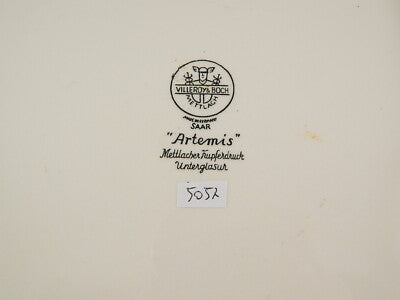 VILLEROY & BOCH
METTLACH
MADE IN GERMANY
SAAR
"Artemis"
Mettlacher Kupferdruck
Unterglasur
5052